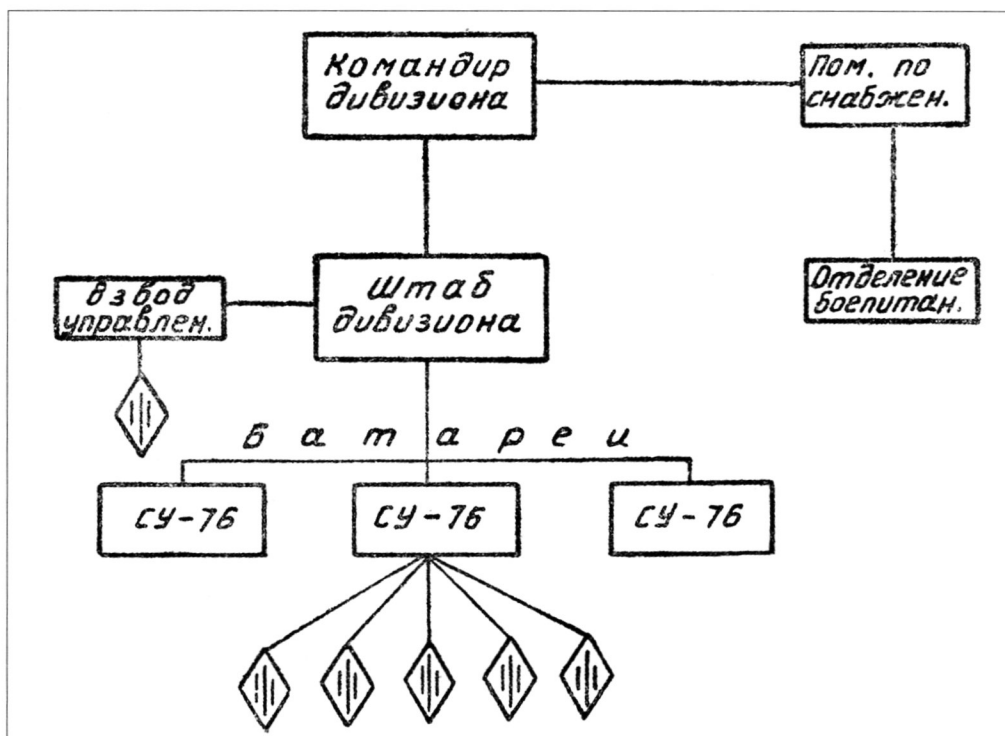 Командир
дивизиона
Пом. по
снабжен.
Штаб
дивизиона
Взвод
управлен.
Отделение
боепитан.
Батареи
СУ-76
СУ-76
СУ-76